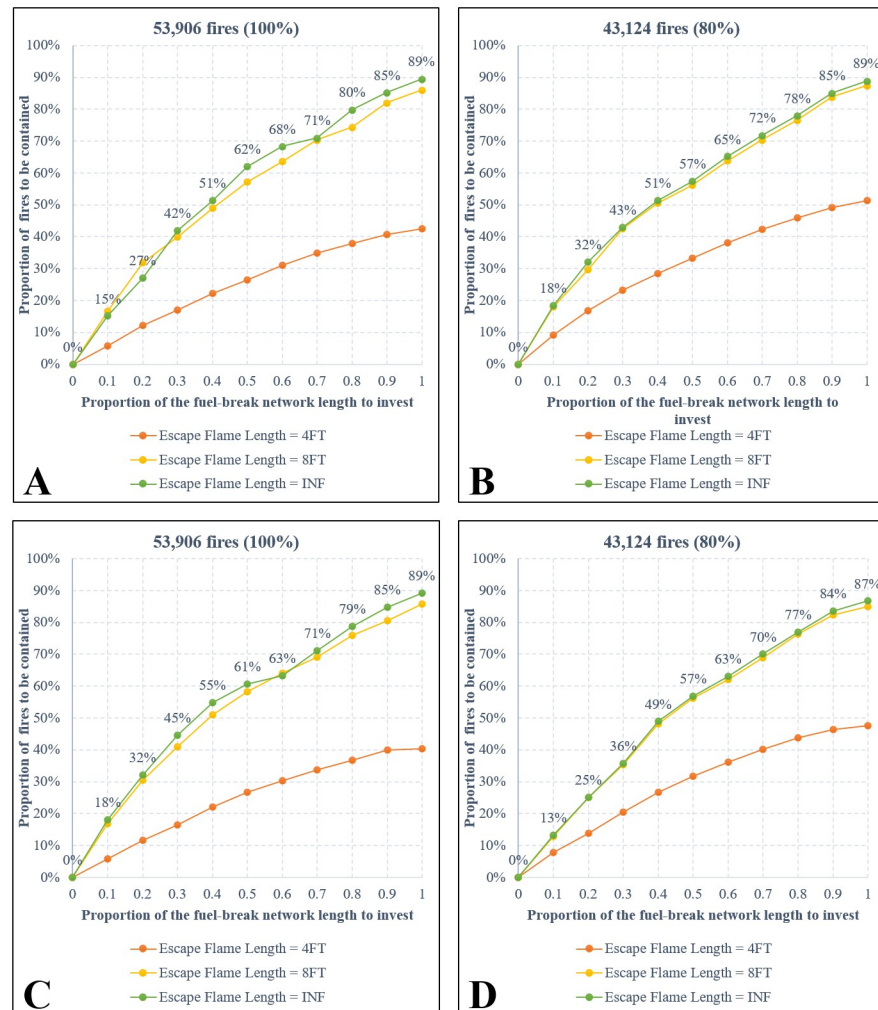 53,906 fires (100%)
100%
90%
80%
70%
60%
50%
40%
30%
20%
10%
0%
Proportion of fires to be contained
0%
15%
27%
42%
51%
62%
68%
71%
80%
85%
89%
0 0.1 0.2 0.3 0.4 0.5 0.6 0.7 0.8 0.9 1
Proportion of the fuel-break network length to invest
Escape Flame Length = 4FT
Escape Flame Length = 8FT
Escape Flame Length = INF
A
43,124 fires (80%)
100%
90%
80%
70%
60%
50%
40%
30%
20%
10%
0%
Proportion of fires to be contained
0%
18%
32%
43%
51%
57%
65%
72%
78%
85%
89%
0 0.1 0.2 0.3 0.4 0.5 0.6 0.7 0.8 0.9 1
Proportion of the fuel-break network length to
invest
Escape Flame Length = 4FT
Escape Flame Length = 8FT
Escape Flame Length = INF
B
53,906 fires (100%)
100%
90%
80%
70%
60%
50%
40%
30%
20%
10%
0%
Proportion of fires to be contained
0%
18%
32%
45%
55%
61%
63%
71%
79%
85%
89%
0 0.1 0.2 0.3 0.4 0.5 0.6 0.7 0.8 0.9 1
Proportion of the fuel-break network length to invest
Escape Flame Length = 4FT
Escape Flame Length = 8FT
Escape Flame Length = INF
C
43,124 fires (80%)
100%
90%
80%
70%
60%
50%
40%
30%
20%
10%
0%
Proportion of fires to be contained
0%
13%
25%
36%
49%
57%
63%
70%
77%
84%
87%
0 0.1 0.2 0.3 0.4 0.5 0.6 0.7 0.8 0.9 1
Proportion of the fuel-break network length to invest
Escape Flame Length = 4FT
Escape Flame Length = 8FT
Escape Flame Length = INF
D